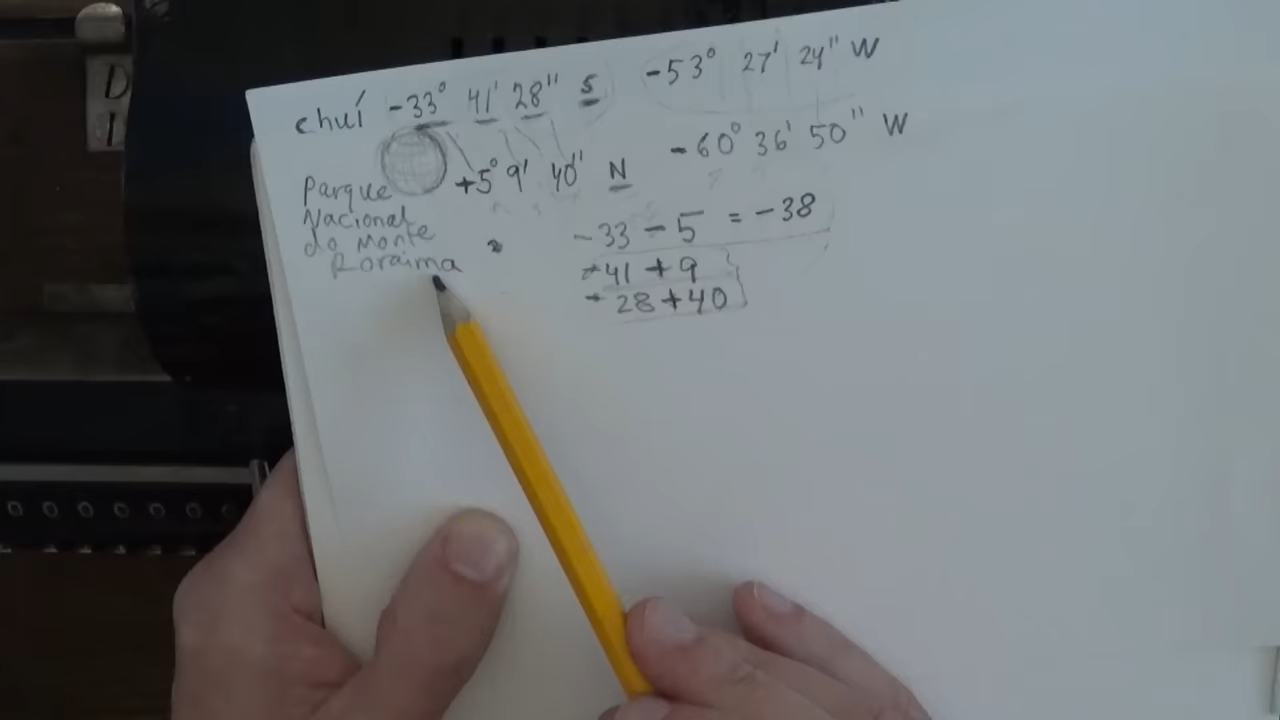 Chuí -33° 41' 28" S -53° 27' 24" W
+5° 9' 40" N -60° 36' 50" W
Parque
Nacional
do Monte
Roraima
-33 - 5 = -38
-41 + 9
- 28 + 40
D